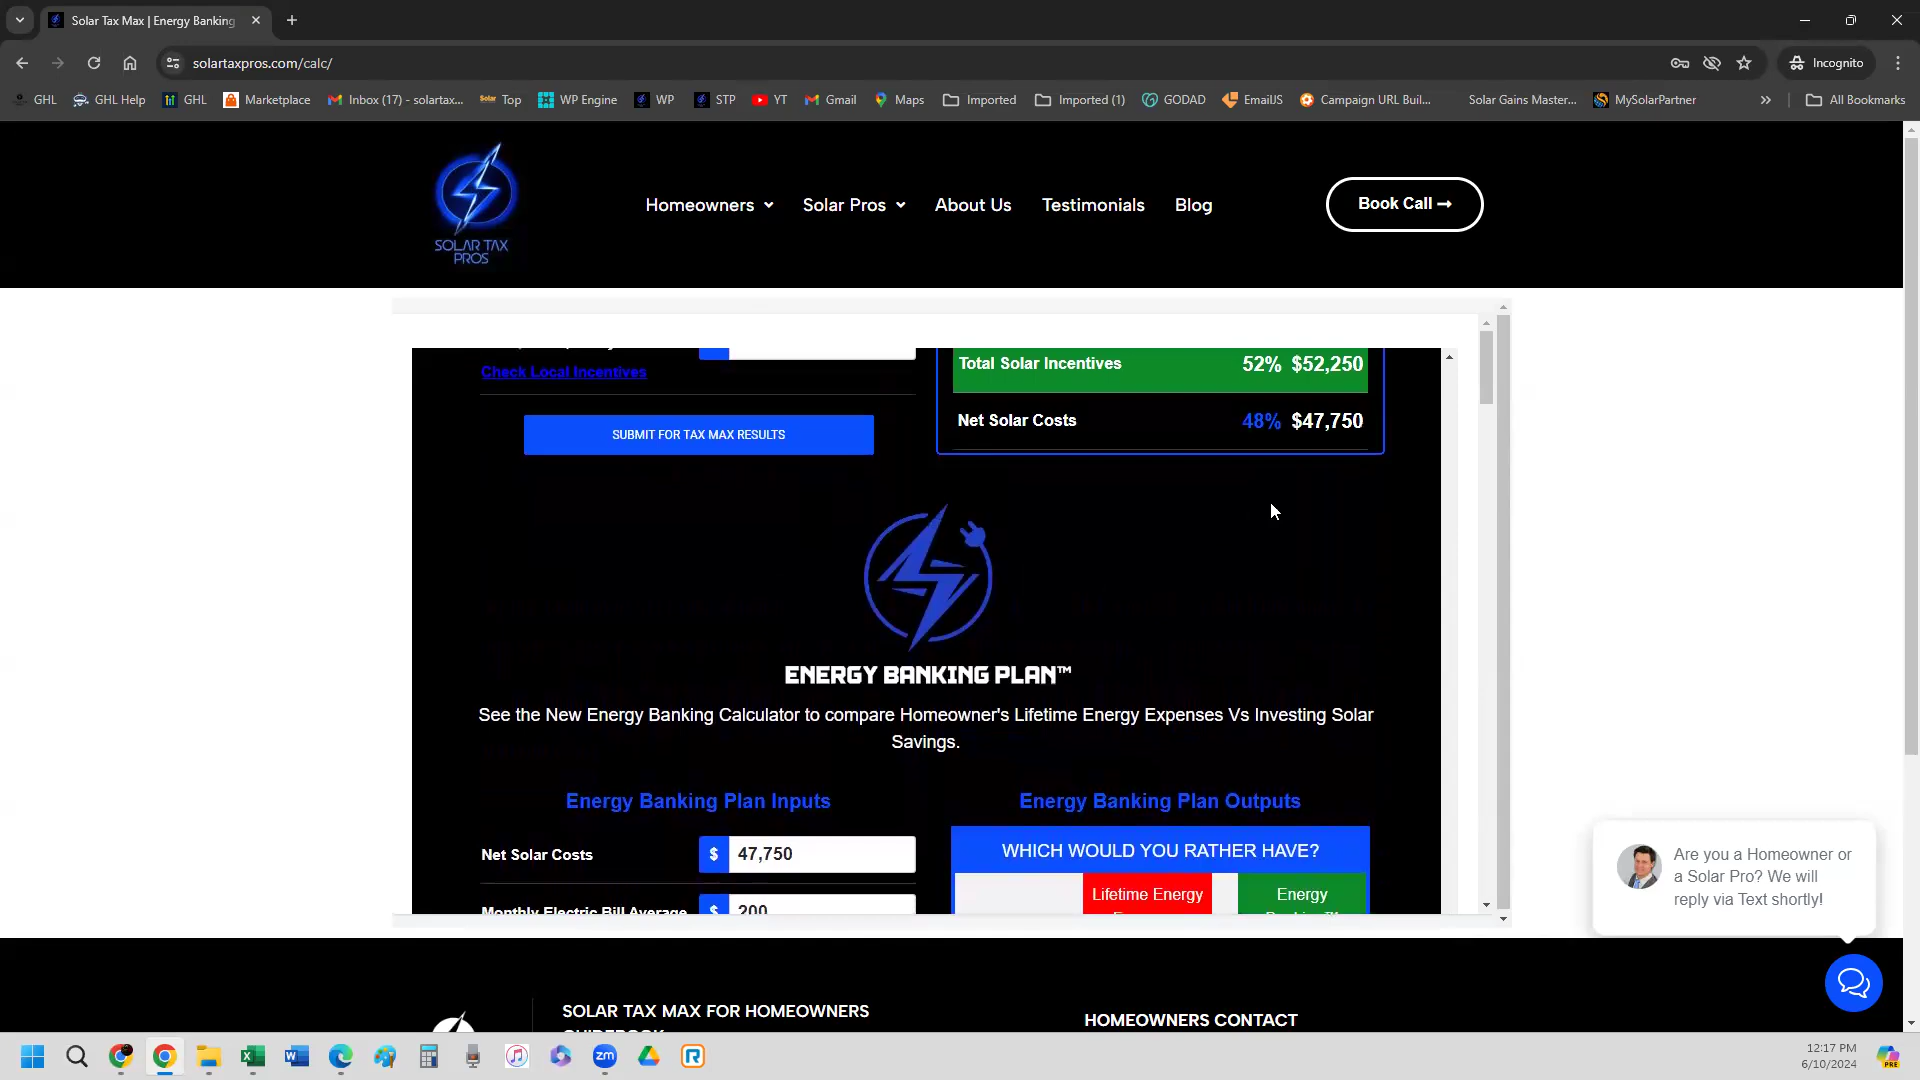 Solar Tax Max | Energy Banking
solartaxpros.com/calc/
Incognito
GHL
GHL Help
GHL
Marketplace
Inbox (17) - solartax...
Top
WP Engine
WP
STP
YT
Gmail
Maps
Imported
Imported (1)
GODAD
EmailJS
Campaign URL Buil...
Solar Gains Master...
MySolarPartner
All Bookmarks
SOLAR TAX
PROS
Homeowners
Solar Pros
About Us
Testimonials
Blog
Book Call ➞
Check Local Incentives
SUBMIT FOR TAX MAX RESULTS
Total Solar Incentives 52% $52,250
Net Solar Costs 48% $47,750
ENERGY BANKING PLAN™
See the New Energy Banking Calculator to compare Homeowner's Lifetime Energy Expenses Vs Investing Solar
Savings.
Energy Banking Plan Inputs
Energy Banking Plan Outputs
Net Solar Costs $ 47,750
Monthly Electric Bill Average $ 200
WHICH WOULD YOU RATHER HAVE?
Lifetime Energy
Energy
Are you a Homeowner or
a Solar Pro? We will
reply via Text shortly!
SOLAR TAX MAX FOR HOMEOWNERS
GUIDEBOOK
HOMEOWNERS CONTACT
12:17 PM
6/10/2024